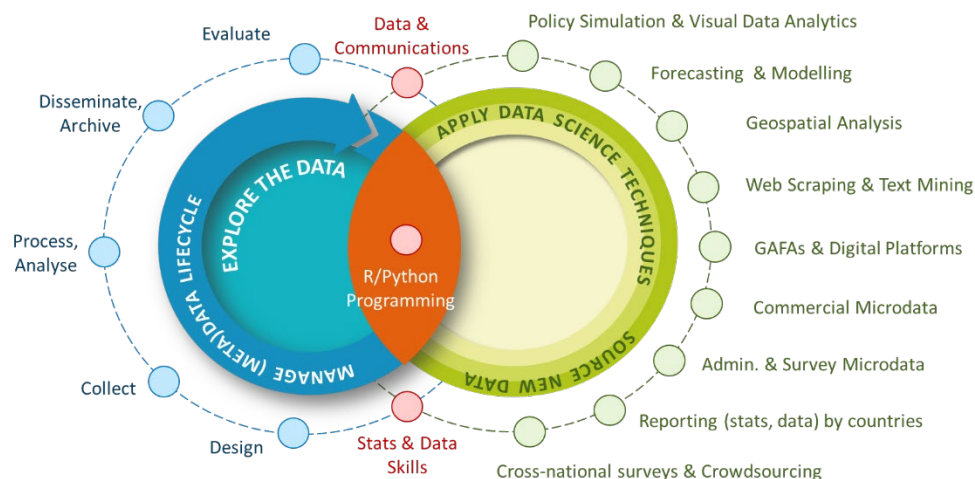 Policy Simulation & Visual Data Analytics
Data &
Communications
Evaluate
Forecasting & Modelling
Disseminate,
Archive
Geospatial Analysis
APPLY DATA SCIENCE TECHNIQUES
EXPLORE THE DATA
Web Scraping & Text Mining
MANAGE (META)DATA LIFECYCLE
Process,
Analyse
GAFAs & Digital Platforms
R/Python
Programming
Commercial Microdata
SOURCE NEW DATA
Admin. & Survey Microdata
Collect
Reporting (stats, data) by countries
Design
Stats & Data
Skills
Cross-national surveys & Crowdsourcing